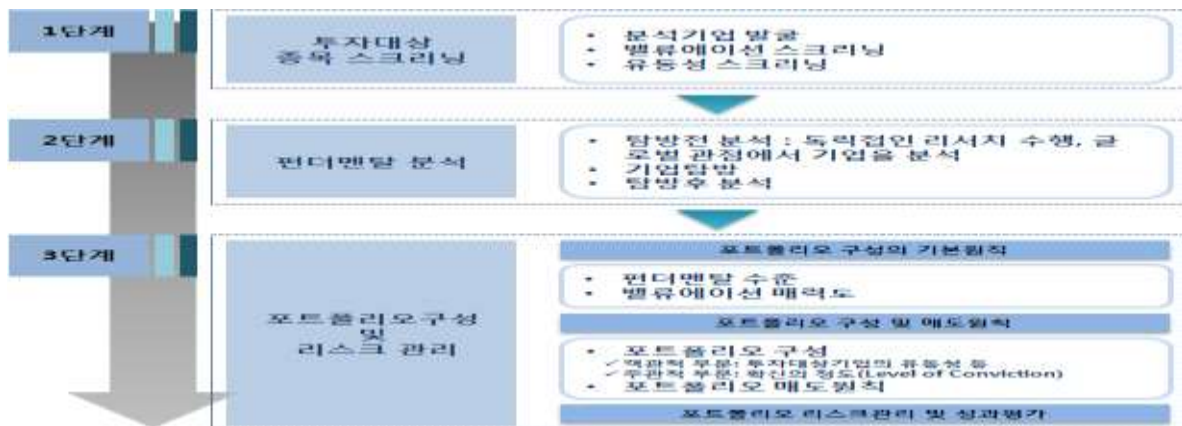 1단계
투자대상
종목 스크리닝
• 분석기업 발굴
• 밸류에이션 스크리닝
• 유동성 스크리닝
2단계
펀더멘탈 분석
• 탐방전 분석 : 독립적인 리서치 수행, 글
로벌 관점에서 기업을 분석
• 기업탐방
• 탐방후 분석
3단계
포트폴리오구성
및
리스크 관리
포트폴리오 구성의 기본원칙
• 펀더멘탈 수준
• 밸류에이션 매력도
포트폴리오 구성 및 매도원칙
• 포트폴리오 구성
✓객관적 부문: 투자대상기업의 유동성 등
✓주관적 부문: 확신의 정도(Level of Conviction)
• 포트폴리오 매도원칙
포트폴리오 리스크관리 및 성과평가